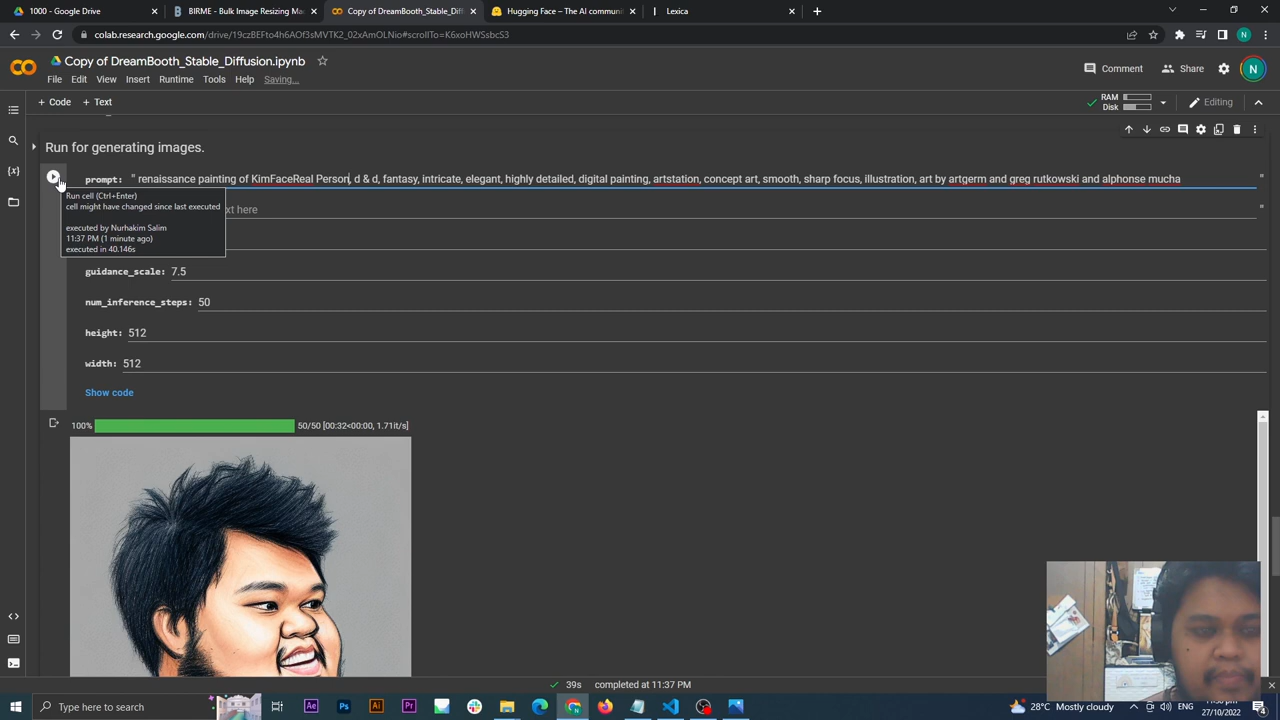 1000 - Google Drive
BIRME - Bulk Image Resizing Ma
Copy of DreamBooth_Stable_Diff
Hugging Face – The AI communit
Lexica
colab.research.google.com/drive/19czBEFto4h6AOf3sMVTK2_02xAmOLNio#scrollTo=K6xoHWSsbcS3
Copy of DreamBooth_Stable_Diffusion.ipynb
File Edit View Insert Runtime Tools Help Saving...
Comment Share N
+ Code + Text
RAM
Disk
Editing
Run for generating images.
prompt: " renaissance painting of KimFaceReal Person, d & d, fantasy, intricate, elegant, highly detailed, digital painting, artstation, concept art, smooth, sharp focus, illustration, art by artgerm and greg rutkowski and alphonse mucha "
Run cell (Ctrl+Enter)
cell might have changed since last executed
executed by Nurhakim Salim
11:37 PM (1 minute ago)
executed in 40.146s
here "
guidance_scale: 7.5
num_inference_steps: 50
height: 512
width: 512
Show code
100% 50/50 [00:32<00:00, 1.71it/s]
39s completed at 11:37 PM
Type here to search
Ae Ps Ai Pr
28°C Mostly cloudy
ENG
27/10/2022